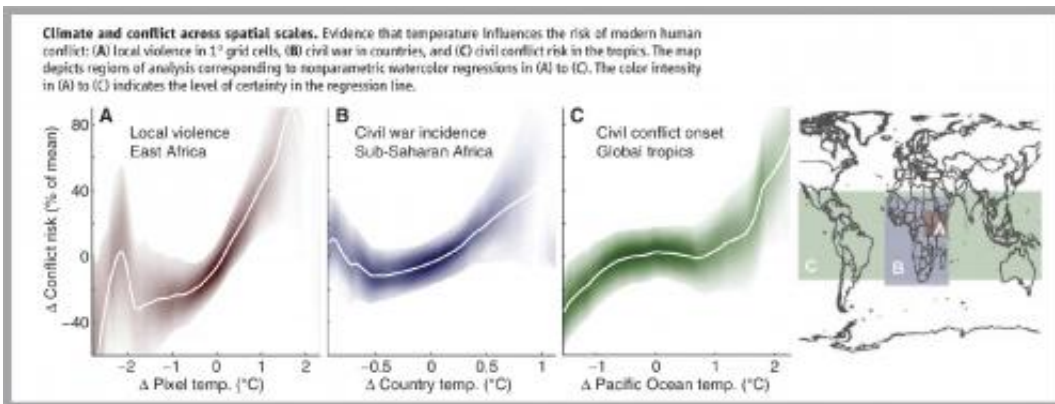 Climate and conflict across spatial scales. Evidence that temperature influences the risk of modern human
conflict: (A) local violence in 1° grid cells, (B) civil war in countries, and (C) civil conflict risk in the tropics. The map
depicts regions of analysis corresponding to nonparametric watercolor regressions in (A) to (C). The color intensity
in (A) to (C) indicates the level of certainty in the regression line.
A
Local violence
East Africa
B
Civil war incidence
Sub-Saharan Africa
C
Civil conflict onset
Global tropics
Δ Conflict risk (% of mean)
80
40
0
−40
−2 −1 0 1 2
Δ Pixel temp. (°C)
−0.5 0 0.5 1
Δ Country temp. (°C)
−1 0 1 2
Δ Pacific Ocean temp. (°C)
A
B
C